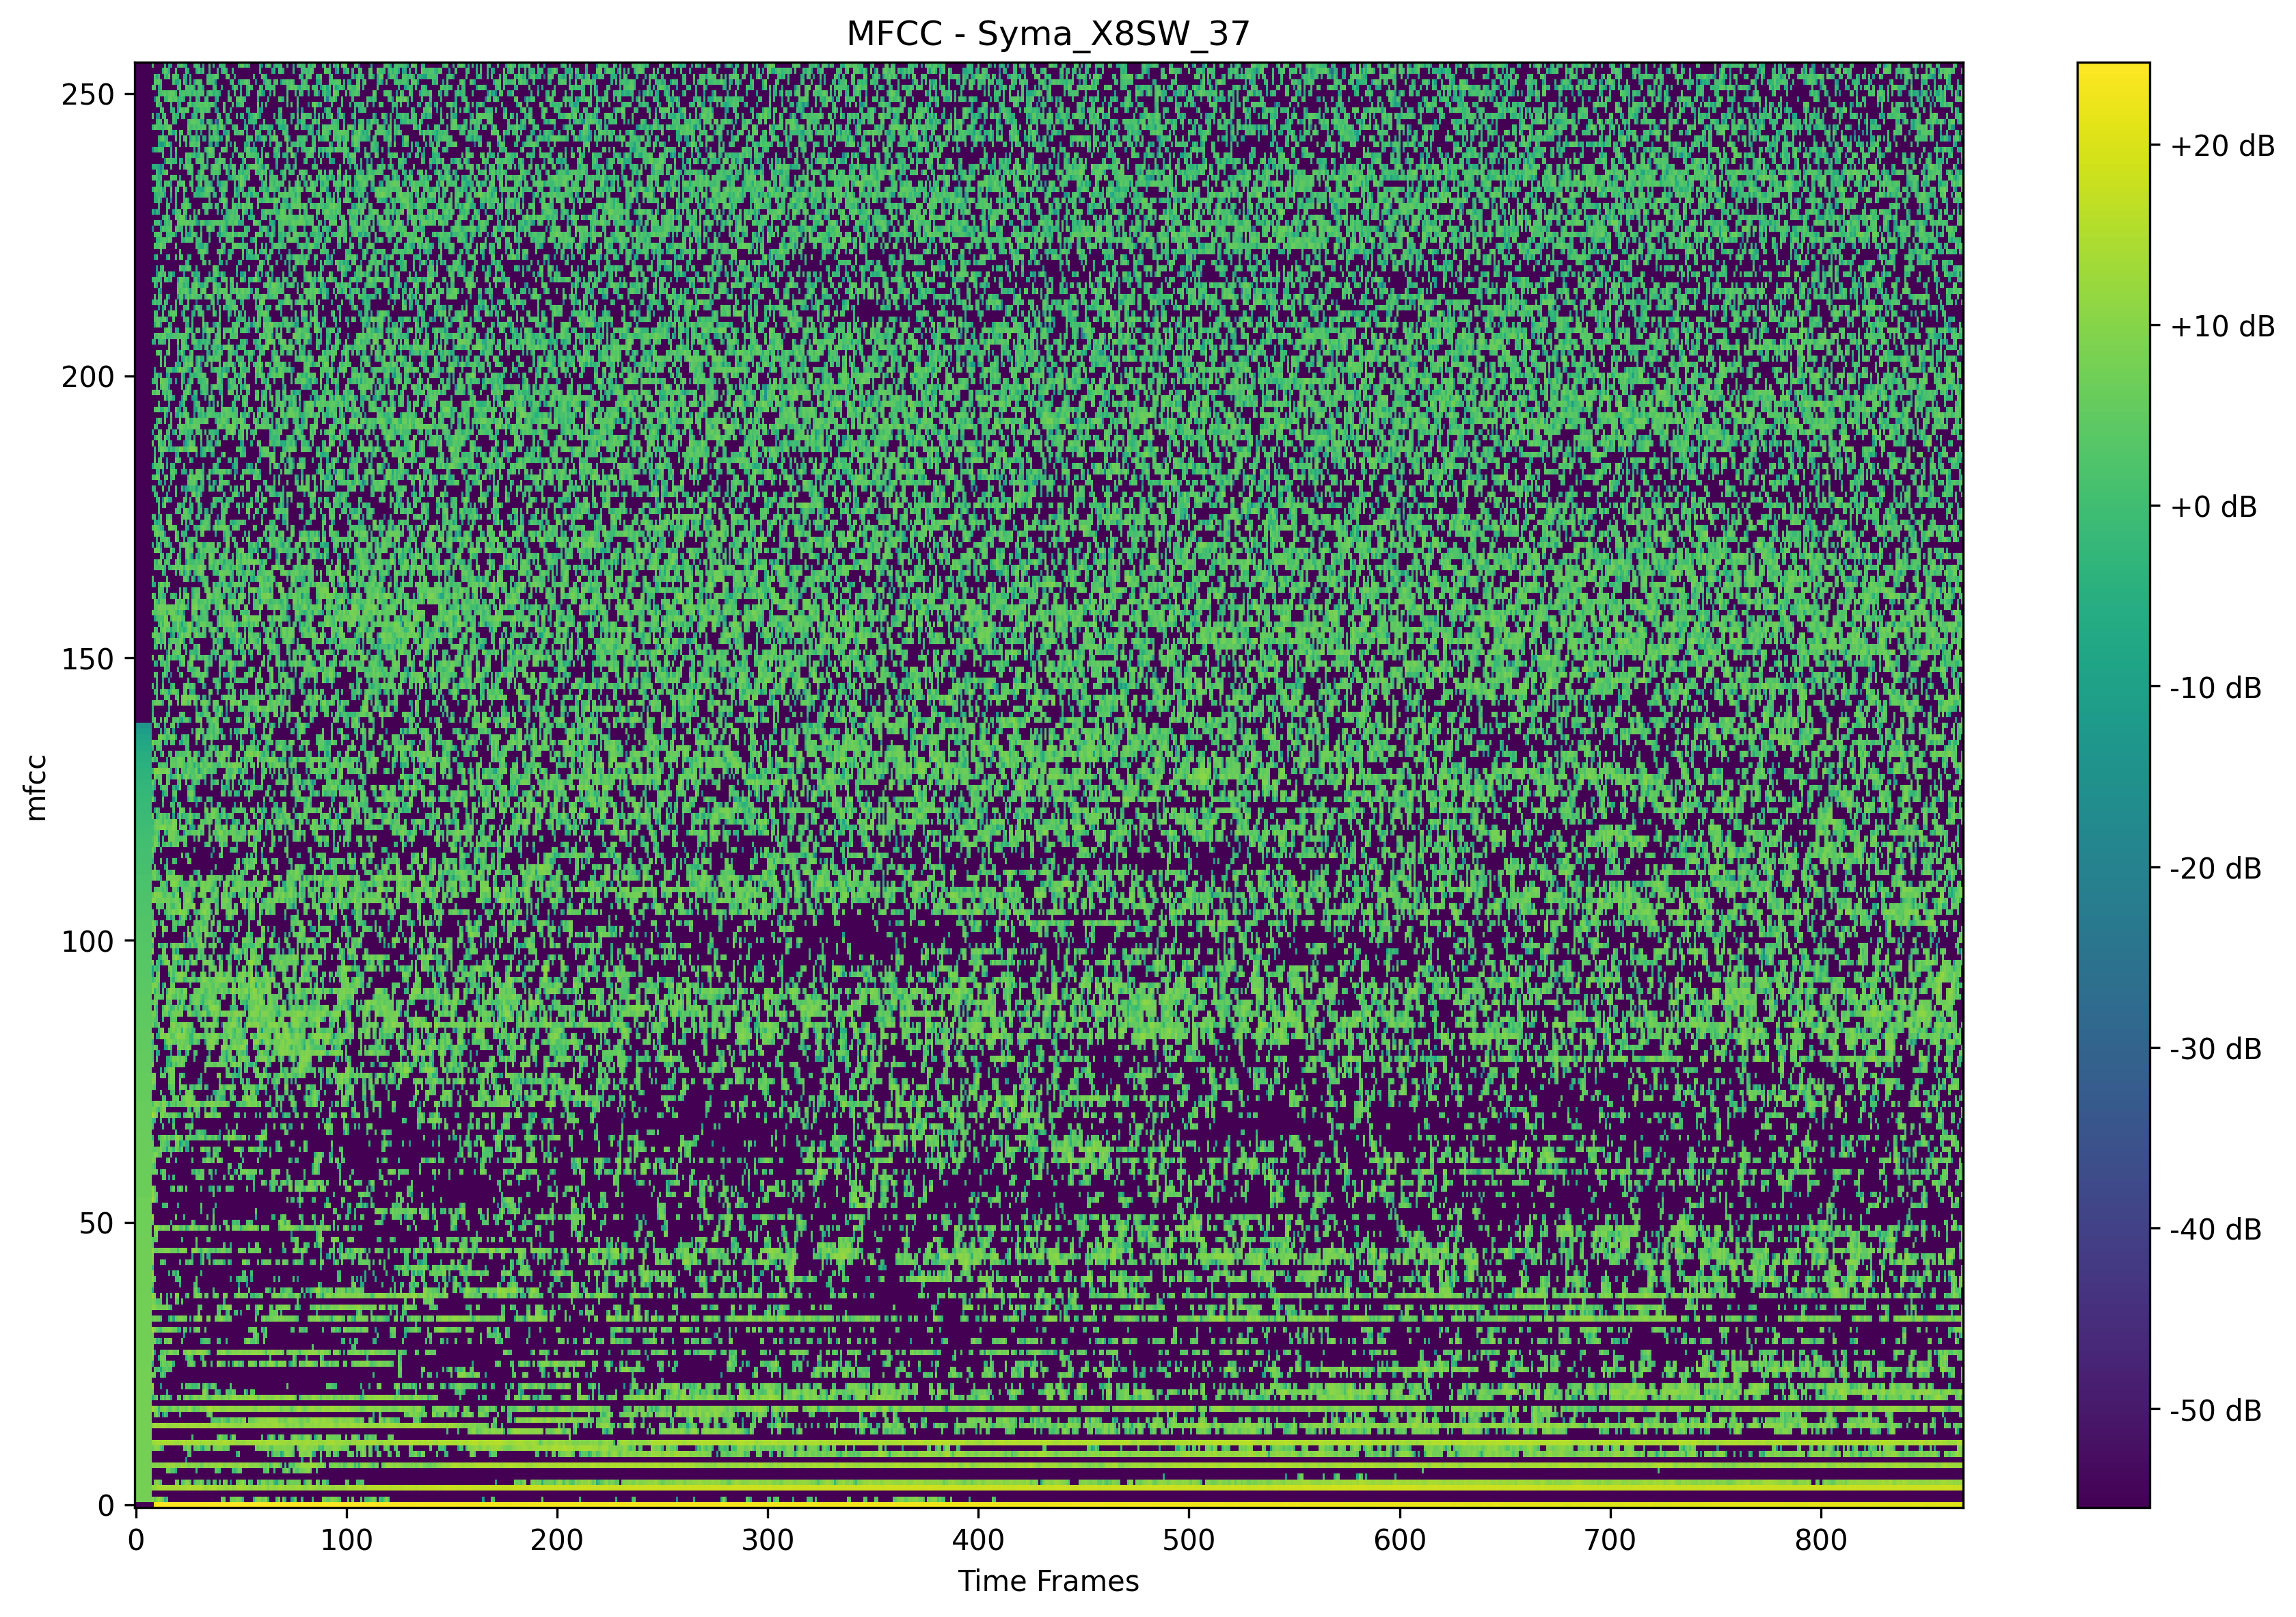 MFCC - Syma_X8SW_37
250
200
150
100
50
0
mfcc
0 100 200 300 400 500 600 700 800
Time Frames
+20 dB
+10 dB
+0 dB
-10 dB
-20 dB
-30 dB
-40 dB
-50 dB